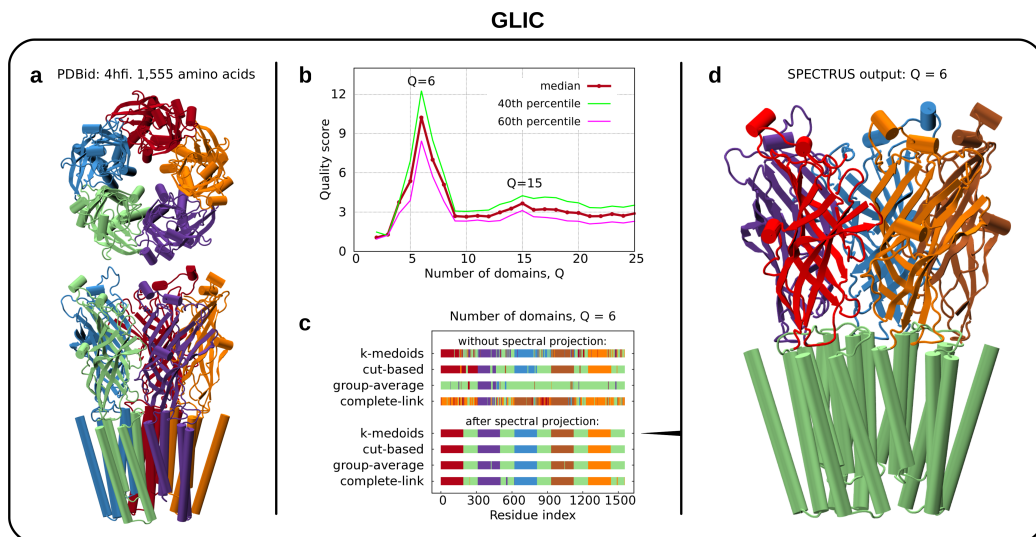 GLIC
a
PDBid: 4hfi. 1,555 amino acids
b
Q=6
median
40th percentile
60th percentile
Q=15
Quality score
12
9
6
3
0
0 5 10 15 20 25
Number of domains, Q
c
Number of domains, Q = 6
without spectral projection:
k-medoids
cut-based
group-average
complete-link
after spectral projection:
k-medoids
cut-based
group-average
complete-link
0 300 600 900 1200 1500
Residue index
d
SPECTRUS output: Q = 6